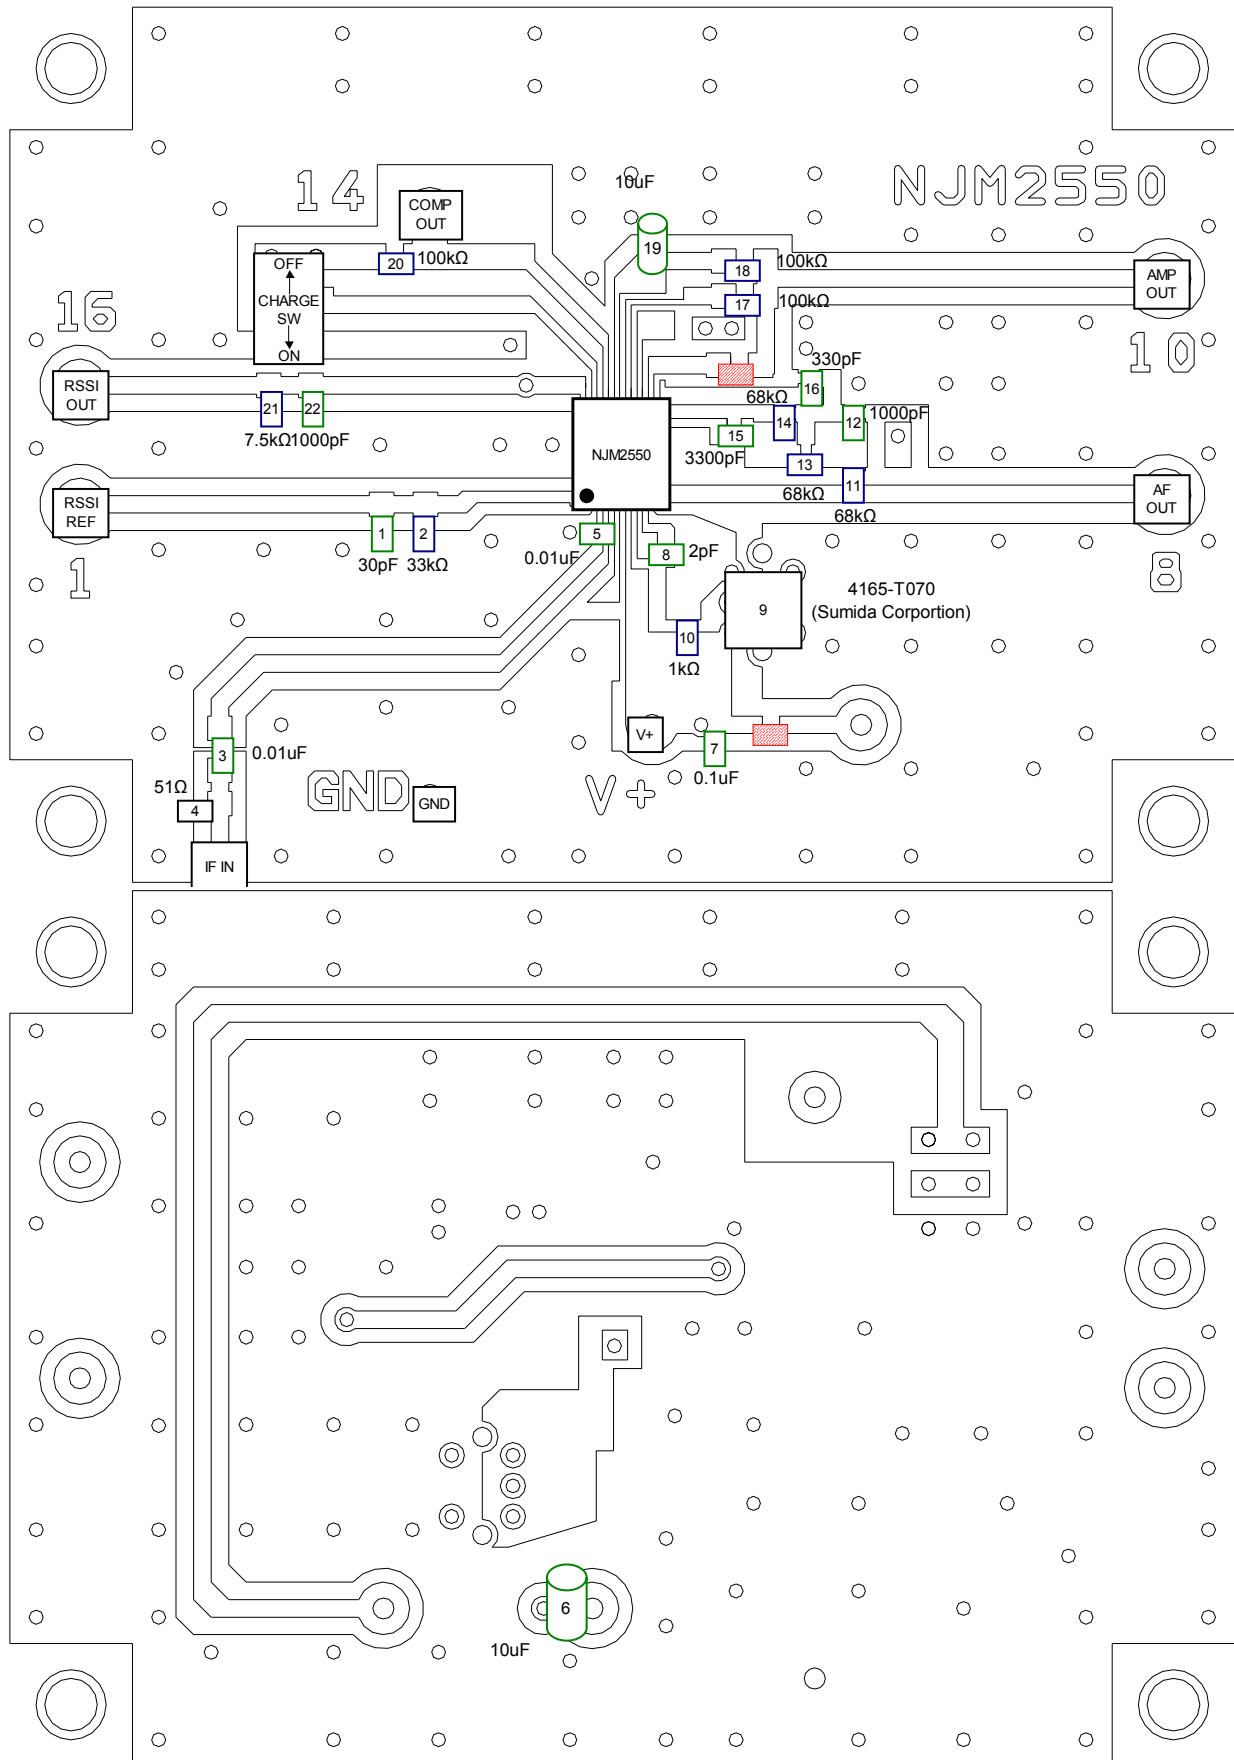 10uF
NJM2550
14
COMP
OUT
19
20
100kΩ
OFF
CHARGE
SW
ON
18
100kΩ
17
100kΩ
AMP
OUT
16
10
RSSI
OUT
330pF
16
68kΩ
1000pF
21
22
7.5kΩ
1000pF
14
12
15
3300pF
NJM2550
13
68kΩ
11
68kΩ
RSSI
REF
AF
OUT
1
2
30pF
33kΩ
5
0.01uF
8
2pF
1
8
9
4165-T070
(Sumida Corportion)
10
1kΩ
V+
7
0.1uF
3
0.01uF
51Ω
4
GND
GND
V+
IF IN
6
10uF